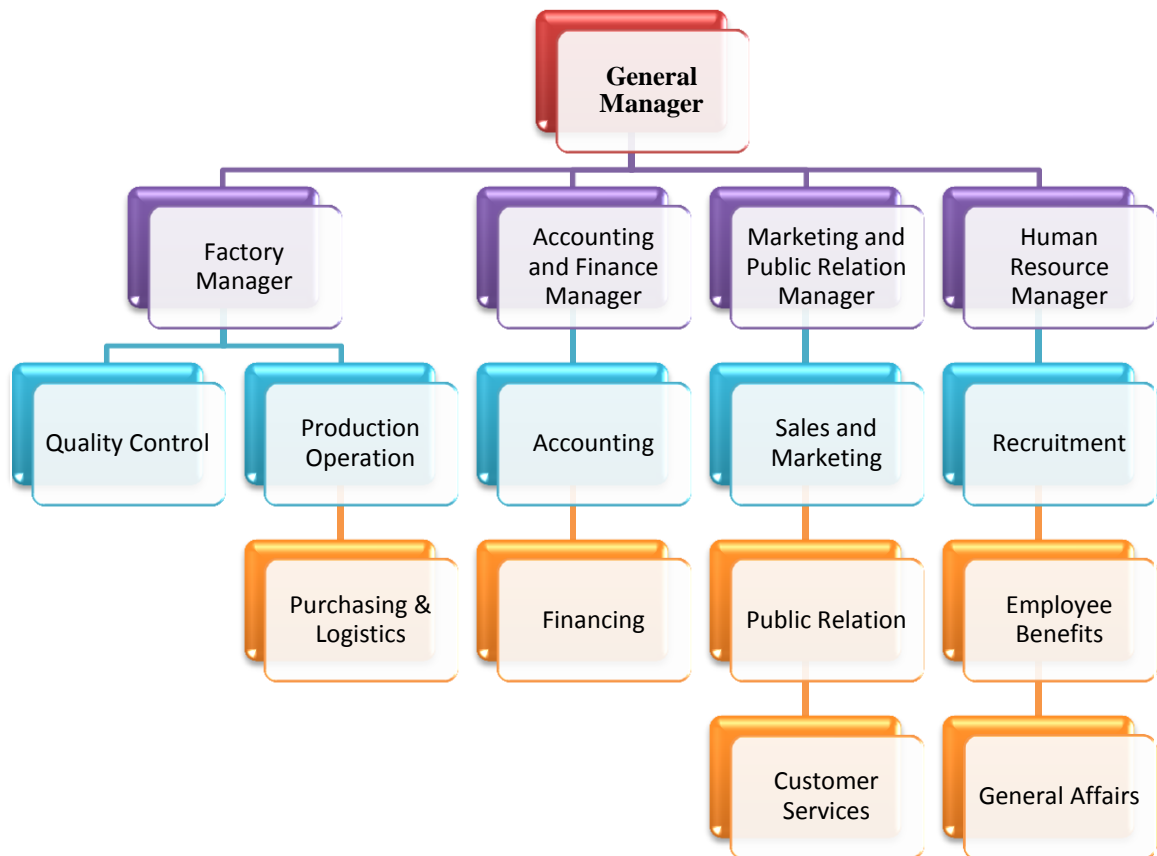 General
Manager
Factory
Manager
Accounting
and Finance
Manager
Marketing and
Public Relation
Manager
Human
Resource
Manager
Quality Control
Production
Operation
Accounting
Sales and
Marketing
Recruitment
Purchasing &
Logistics
Financing
Public Relation
Employee
Benefits
Customer
Services
General Affairs